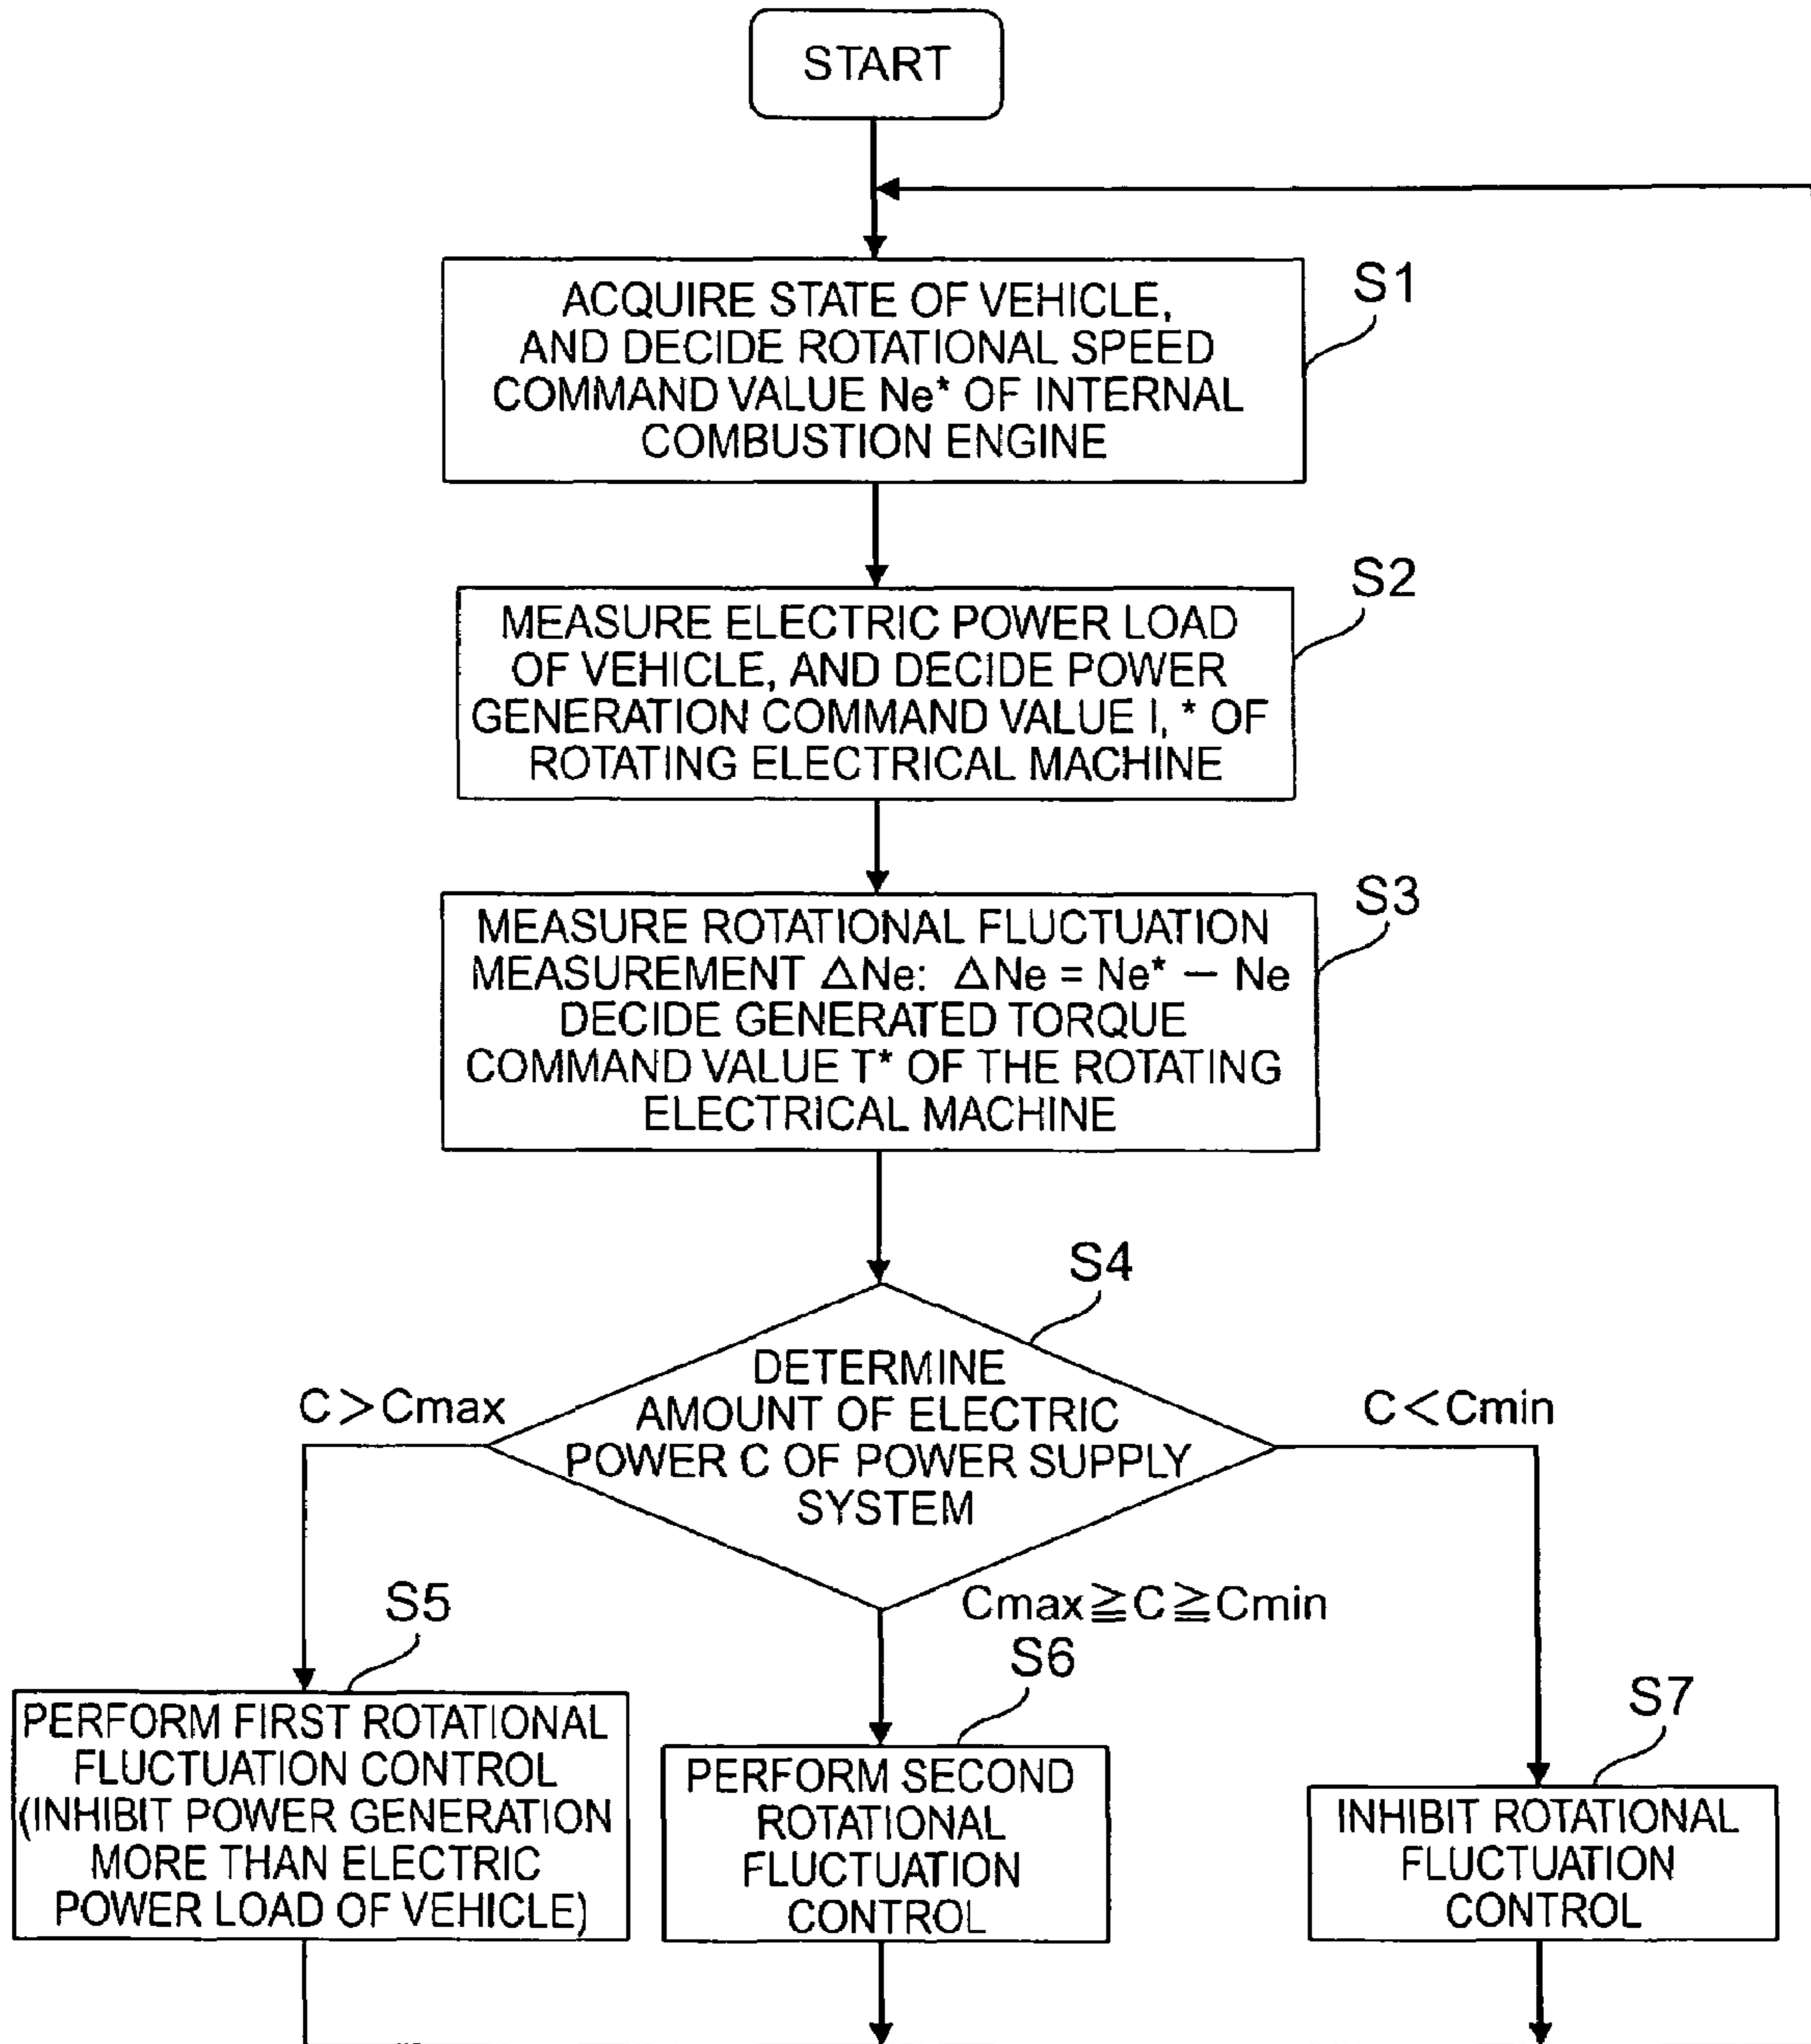 START
ACQUIRE STATE OF VEHICLE,
AND DECIDE ROTATIONAL SPEED
COMMAND VALUE Ne* OF INTERNAL
COMBUSTION ENGINE
S1
MEASURE ELECTRIC POWER LOAD
OF VEHICLE, AND DECIDE POWER
GENERATION COMMAND VALUE I, * OF
ROTATING ELECTRICAL MACHINE
S2
MEASURE ROTATIONAL FLUCTUATION
MEASUREMENT △Ne: △Ne = Ne* − Ne
DECIDE GENERATED TORQUE
COMMAND VALUE T* OF THE ROTATING
ELECTRICAL MACHINE
S3
S4
DETERMINE
AMOUNT OF ELECTRIC
POWER C OF POWER SUPPLY
SYSTEM
C＞Cmax
C＜Cmin
Cmax≧C≧Cmin
S5
PERFORM FIRST ROTATIONAL
FLUCTUATION CONTROL
(INHIBIT POWER GENERATION
MORE THAN ELECTRIC
POWER LOAD OF VEHICLE)
S6
PERFORM SECOND
ROTATIONAL
FLUCTUATION
CONTROL
S7
INHIBIT ROTATIONAL
FLUCTUATION
CONTROL